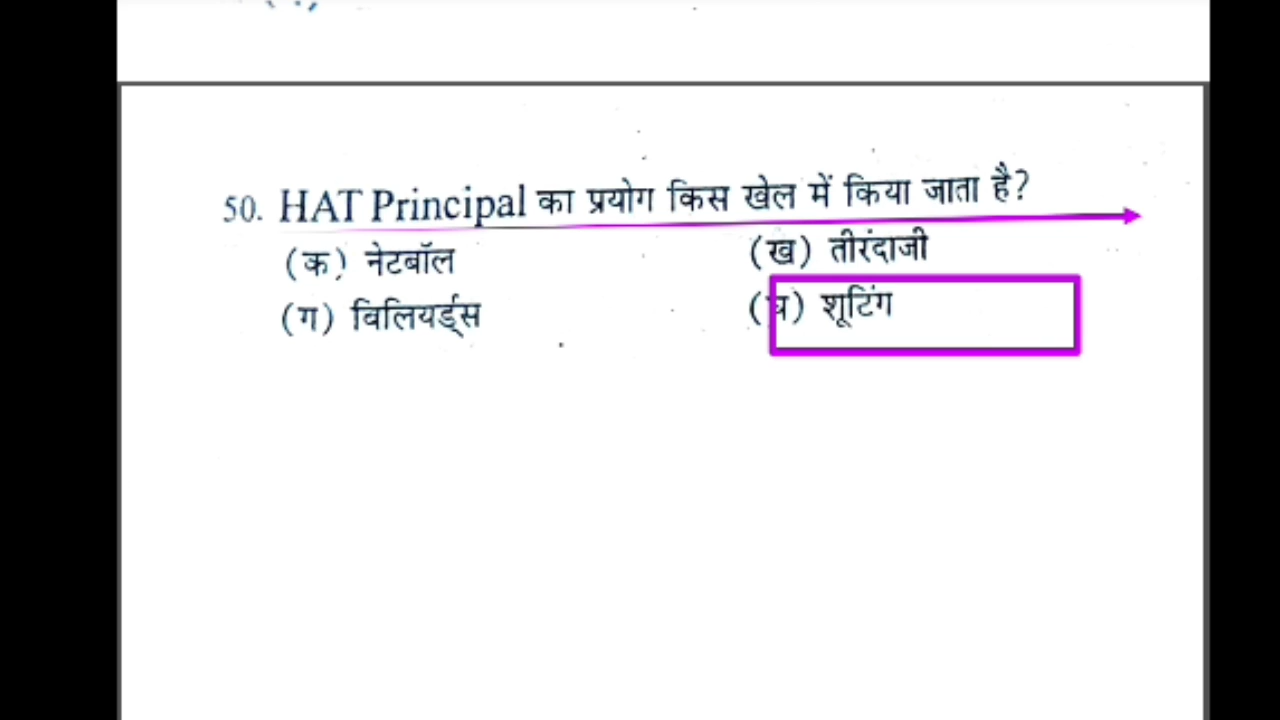 50. HAT Principal का प्रयोग किस खेल में किया जाता है?
(क) नेटबॉल (ख) तीरंदाजी
(ग) विलियर्ड्स (घ) शूटिंग